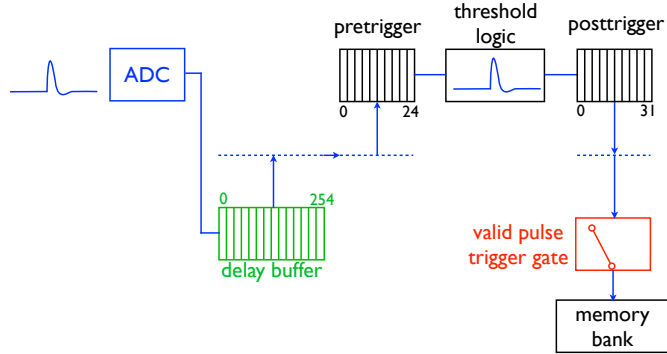 pretrigger
threshold
logic
posttrigger
ADC
0
24
0
31
0
254
delay buffer
valid pulse
trigger gate
memory
bank